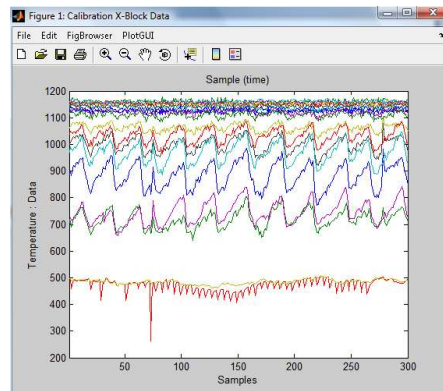 Figure 1: Calibration X-Block Data
File Edit FigBrowser PlotGUI
Sample (time)
1200
1100
1000
900
800
700
600
500
400
300
200
Temperature : Data
50 100 150 200 250 300
Samples